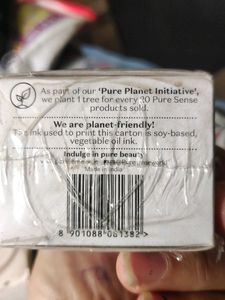 As part of our 'Pure Planet Initiative',
we plant 1 tree for every 20 Pure Sense
products sold.
We are planet-friendly!
The ink used to print this carton is soy-based,
vegetable oil ink.
Indulge in pure beauty
Made in India
8 901088 081382 >